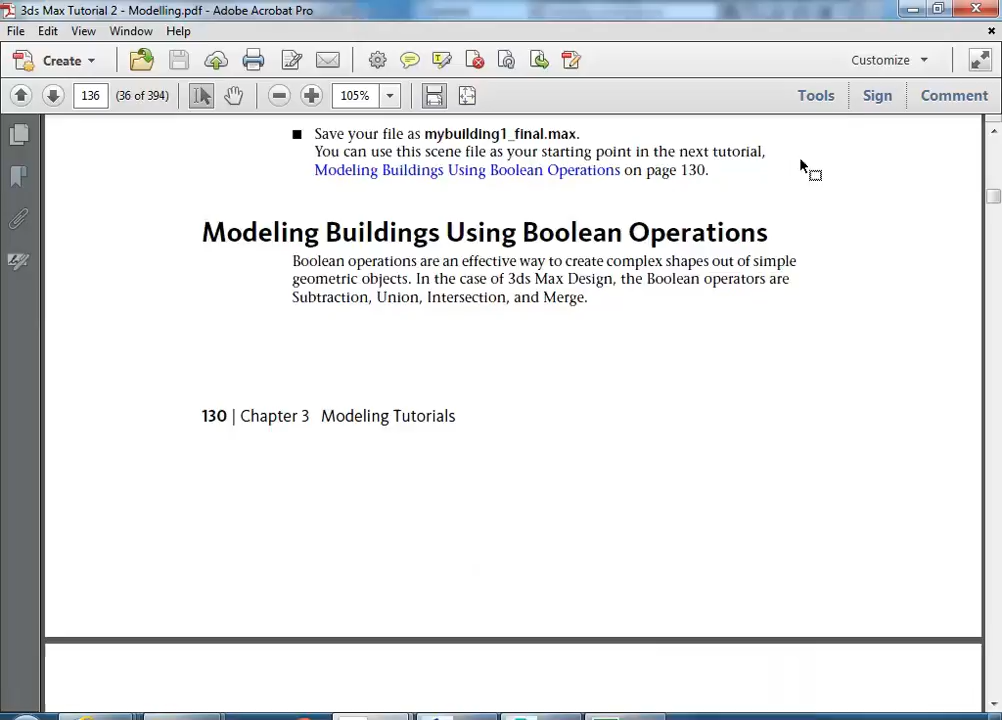 3ds Max Tutorial 2 - Modelling.pdf - Adobe Acrobat Pro
File Edit View Window Help
Create Customize
136 (36 of 394) 105% Tools Sign Comment
■ Save your file as mybuilding1_final.max.
You can use this scene file as your starting point in the next tutorial,
Modeling Buildings Using Boolean Operations on page 130.
Modeling Buildings Using Boolean Operations
Boolean operations are an effective way to create complex shapes out of simple
geometric objects. In the case of 3ds Max Design, the Boolean operators are
Subtraction, Union, Intersection, and Merge.
130 | Chapter 3 Modeling Tutorials